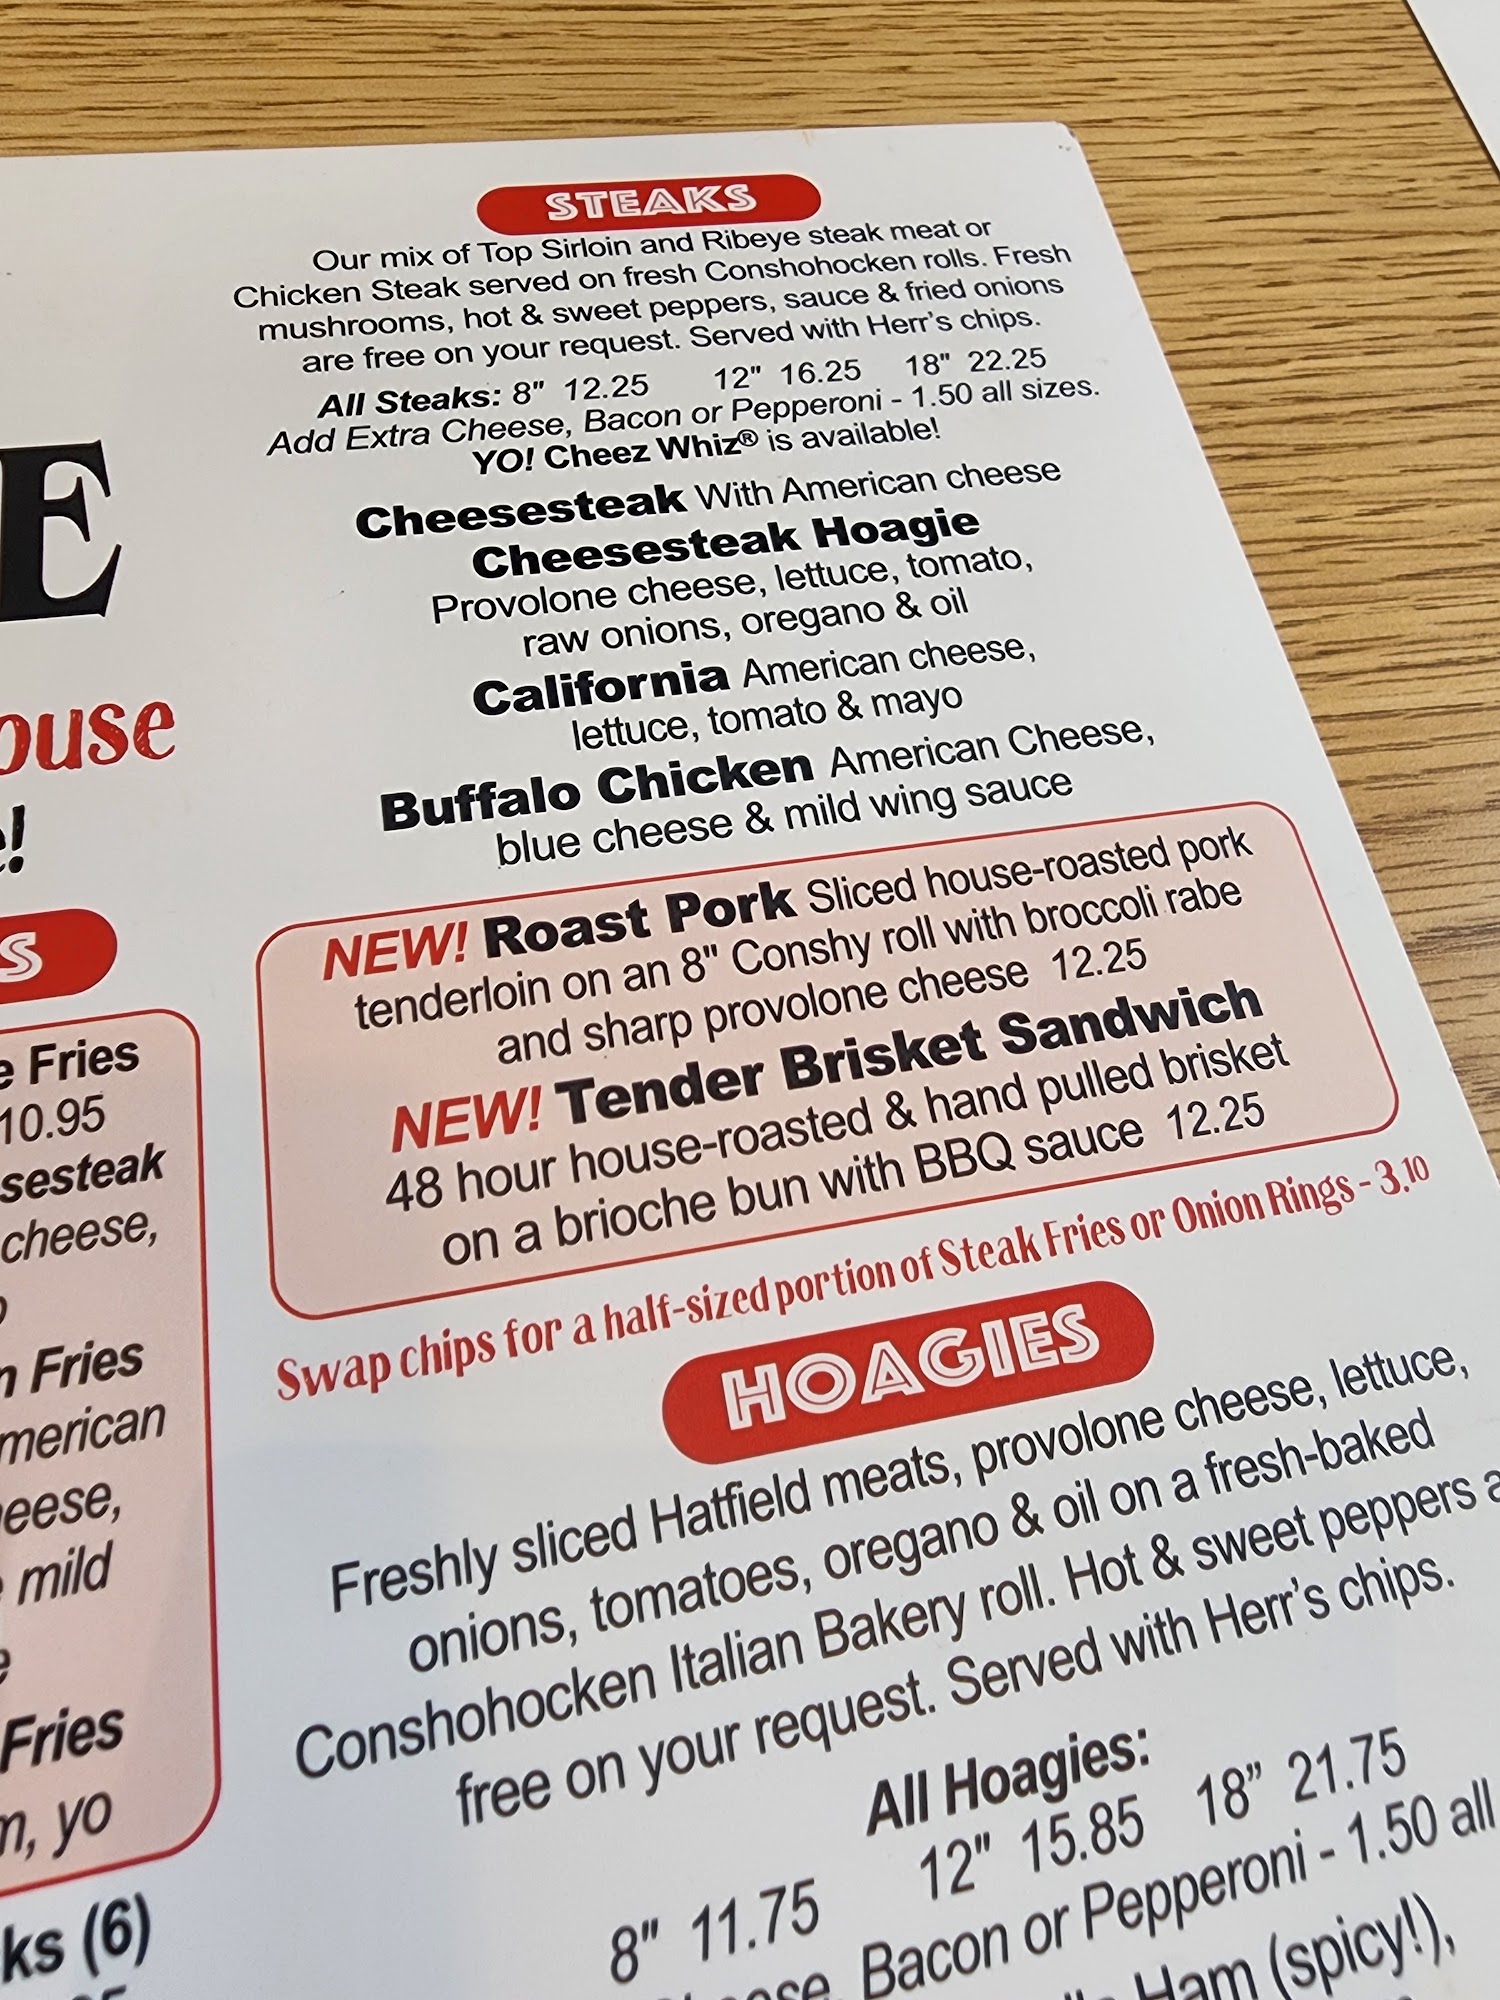 E
ouse
e!
S
e Fries
10.95
sesteak
cheese,
n Fries
merican
eese,
mild
e
Fries
m, yo
ks (6)
STEAKS
Our mix of Top Sirloin and Ribeye steak meat or
Chicken Steak served on fresh Conshohocken rolls. Fresh
mushrooms, hot & sweet peppers, sauce & fried onions
are free on your request. Served with Herr's chips.
All Steaks: 8" 12.25 12" 16.25 18" 22.25
Add Extra Cheese, Bacon or Pepperoni - 1.50 all sizes.
YO! Cheez Whiz® is available!
Cheesesteak With American cheese
Cheesesteak Hoagie
Provolone cheese, lettuce, tomato,
raw onions, oregano & oil
California American cheese,
lettuce, tomato & mayo
Buffalo Chicken American Cheese,
blue cheese & mild wing sauce
NEW! Roast Pork Sliced house-roasted pork
tenderloin on an 8" Conshy roll with broccoli rabe
and sharp provolone cheese 12.25
NEW! Tender Brisket Sandwich
48 hour house-roasted & hand pulled brisket
on a brioche bun with BBQ sauce 12.25
Swap chips for a half-sized portion of Steak Fries or Onion Rings - 3.10
HOAGIES
Freshly sliced Hatfield meats, provolone cheese, lettuce,
onions, tomatoes, oregano & oil on a fresh-baked
Conshohocken Italian Bakery roll. Hot & sweet peppers a
free on your request. Served with Herr's chips.
All Hoagies:
8" 11.75 12" 15.85 18" 21.75
Bacon or Pepperoni - 1.50 all
Ham (spicy!),